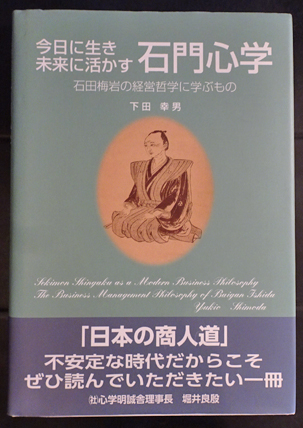 今日に生き
未来に活かす 石門心学
石田梅岩の経営哲学に学ぶもの
下田 幸男
Sekimon Shingaku as a Modern Business Philosophy
The Business Management Philosophy of Baigan Ishida
Yukio Shimoda
「日本の商人道」
不安定な時代だからこそ
ぜひ読んでいただきたい一冊
㈳心学明誠舎理事長 堀井良殷